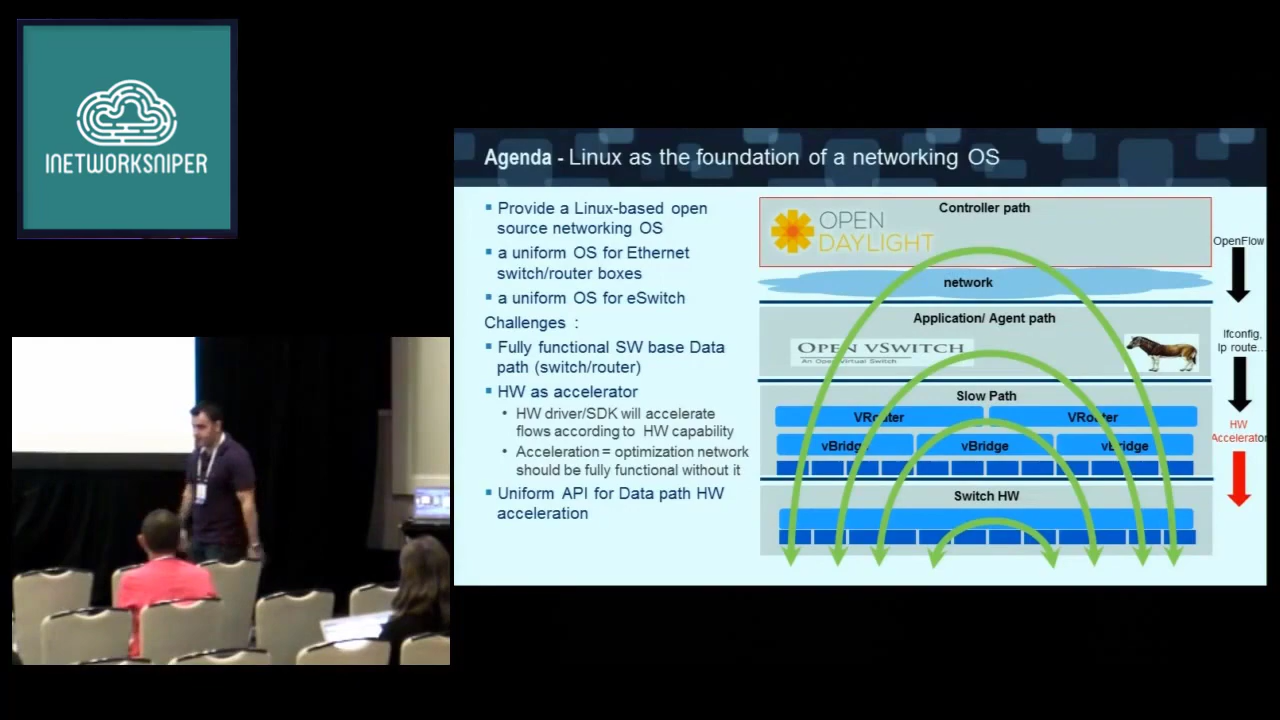 INETWORKSNIPER
Agenda - Linux as the foundation of a networking OS
Provide a Linux-based open
source networking OS
a uniform OS for Ethernet
switch/router boxes
a uniform OS for eSwitch
Challenges :
Fully functional SW base Data
path (switch/router)
HW as accelerator
HW driver/SDK will accelerate
flows according to HW capability
Acceleration = optimization network
should be fully functional without it
Uniform API for Data path HW
acceleration
Controller path
OPEN
DAYLIGHT
OpenFlow
network
Application/ Agent path
OPEN VSWITCH
An Open Virtual Switch
Ifconfig,
Ip route...
Slow Path
VRouter VRouter
vBridge vBridge vBridge
HW
Accelerator
Switch HW